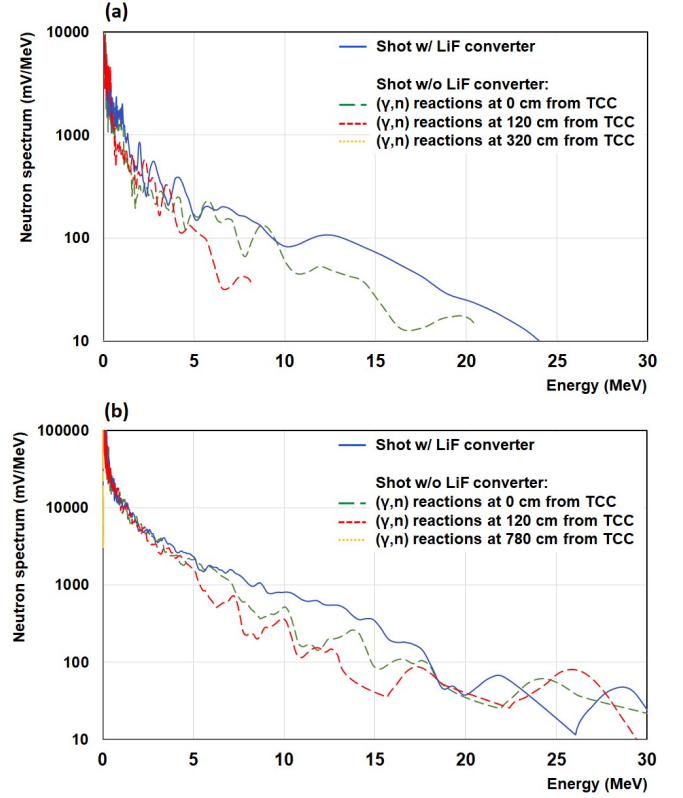 (a)
Neutron spectrum (mV/MeV)
10000
1000
100
10
Shot w/ LiF converter
Shot w/o LiF converter:
(γ,n) reactions at 0 cm from TCC
(γ,n) reactions at 120 cm from TCC
(γ,n) reactions at 320 cm from TCC
0 5 10 15 20 25 30
Energy (MeV)
(b)
Neutron spectrum (mV/MeV)
100000
10000
1000
100
10
Shot w/ LiF converter
Shot w/o LiF converter:
(γ,n) reactions at 0 cm from TCC
(γ,n) reactions at 120 cm from TCC
(γ,n) reactions at 780 cm from TCC
0 5 10 15 20 25 30
Energy (MeV)